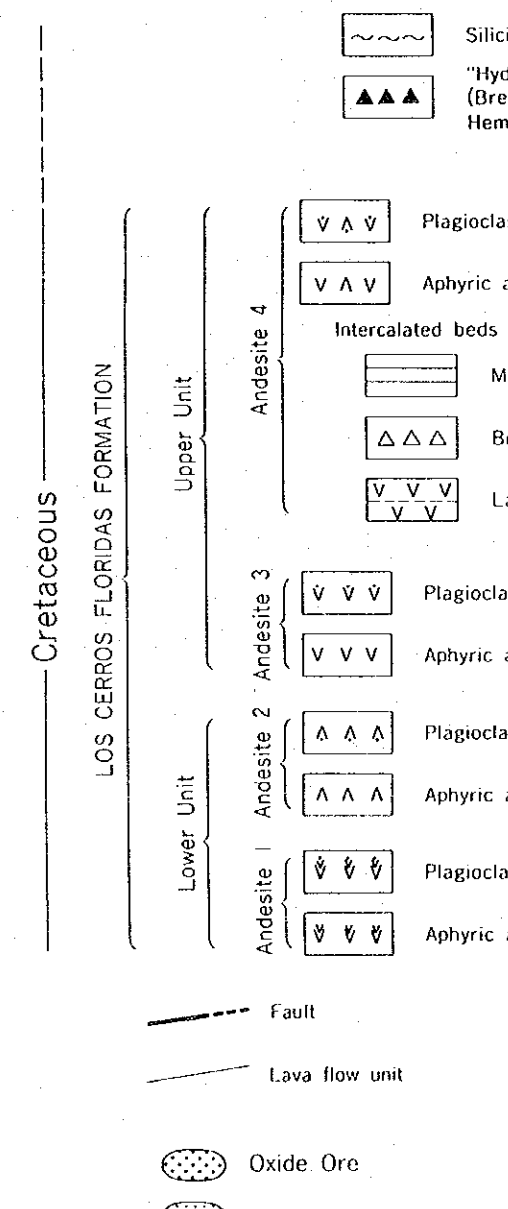 Silici
"Hyd
(Bre
Hem
Cretaceous
LOS CERROS FLORIDAS FORMATION
Upper Unit
Andesite 4
Plagioclas
Aphyric a
Intercalated beds
M
Br
La
Andesite 3
Plagiocla
Aphyric a
Lower Unit
Andesite 2
Plagiocla
Aphyric a
Andesite 1
Plagiocla
Aphyric a
Fault
Lava flow unit
Oxide Ore